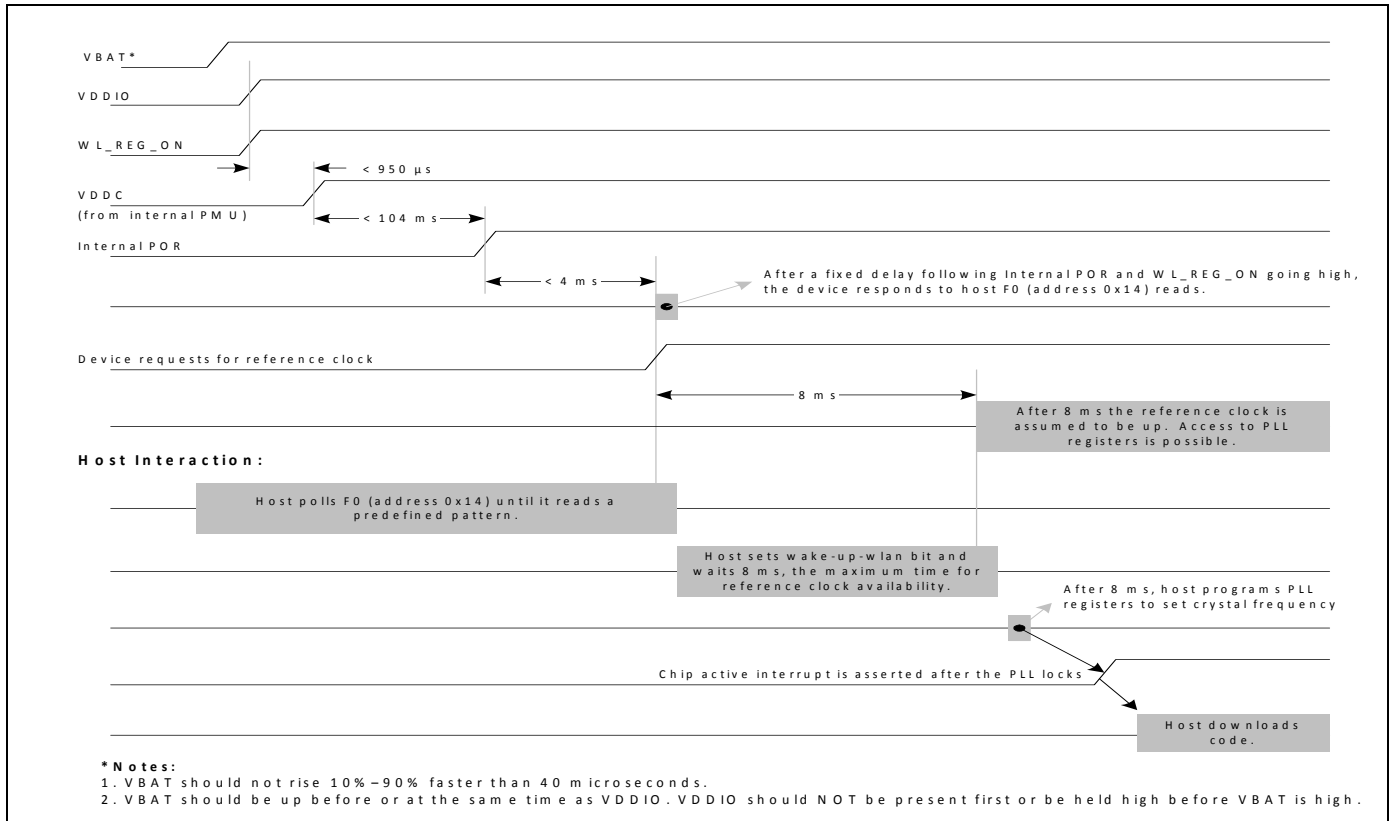 VBAT*
VDDIO
WL_REG_ON
< 950 µs
VDDC
(from internal PMU)
< 104 ms
Internal POR
< 4 ms
After a fixed delay following Internal POR and WL_REG_ON going high,
the device responds to host F0 (address 0x14) reads.
Device requests for reference clock
8 ms
After 8 ms the reference clock is
assumed to be up. Access to PLL
registers is possible.
Host Interaction:
Host polls F0 (address 0x14) until it reads a
predefined pattern.
Host sets wake-up-wlan bit and
waits 8 ms, the maximum time for
reference clock availability.
After 8 ms, host programs PLL
registers to set crystal frequency
Chip active interrupt is asserted after the PLL locks
Host downloads
code.
*Notes:
1. VBAT should not rise 10%–90% faster than 40 microseconds.
2. VBAT should be up before or at the same time as VDDIO. VDDIO should NOT be present first or be held high before VBAT is high.